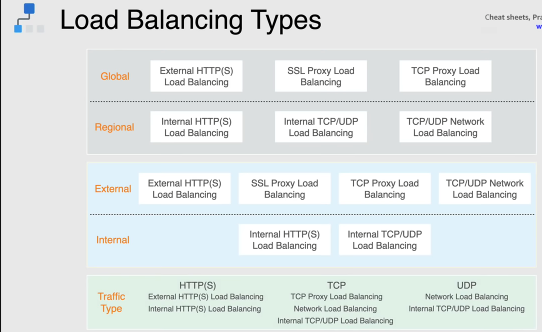 Load Balancing Types
Cheat sheets, Pra
w
Global
External HTTP(S)
Load Balancing
SSL Proxy Load
Balancing
TCP Proxy Load
Balancing
Regional
Internal HTTP(S)
Load Balancing
Internal TCP/UDP
Load Balancing
TCP/UDP Network
Load Balancing
External
External HTTP(S)
Load Balancing
SSL Proxy Load
Balancing
TCP Proxy Load
Balancing
TCP/UDP Network
Load Balancing
Internal
Internal HTTP(S)
Load Balancing
Internal TCP/UDP
Load Balancing
Traffic
Type
HTTP(S)
External HTTP(S) Load Balancing
Internal HTTP(S) Load Balancing
TCP
TCP Proxy Load Balancing
Network Load Balancing
Internal TCP/UDP Load Balancing
UDP
Network Load Balancing
Internal TCP/UDP Load Balancing